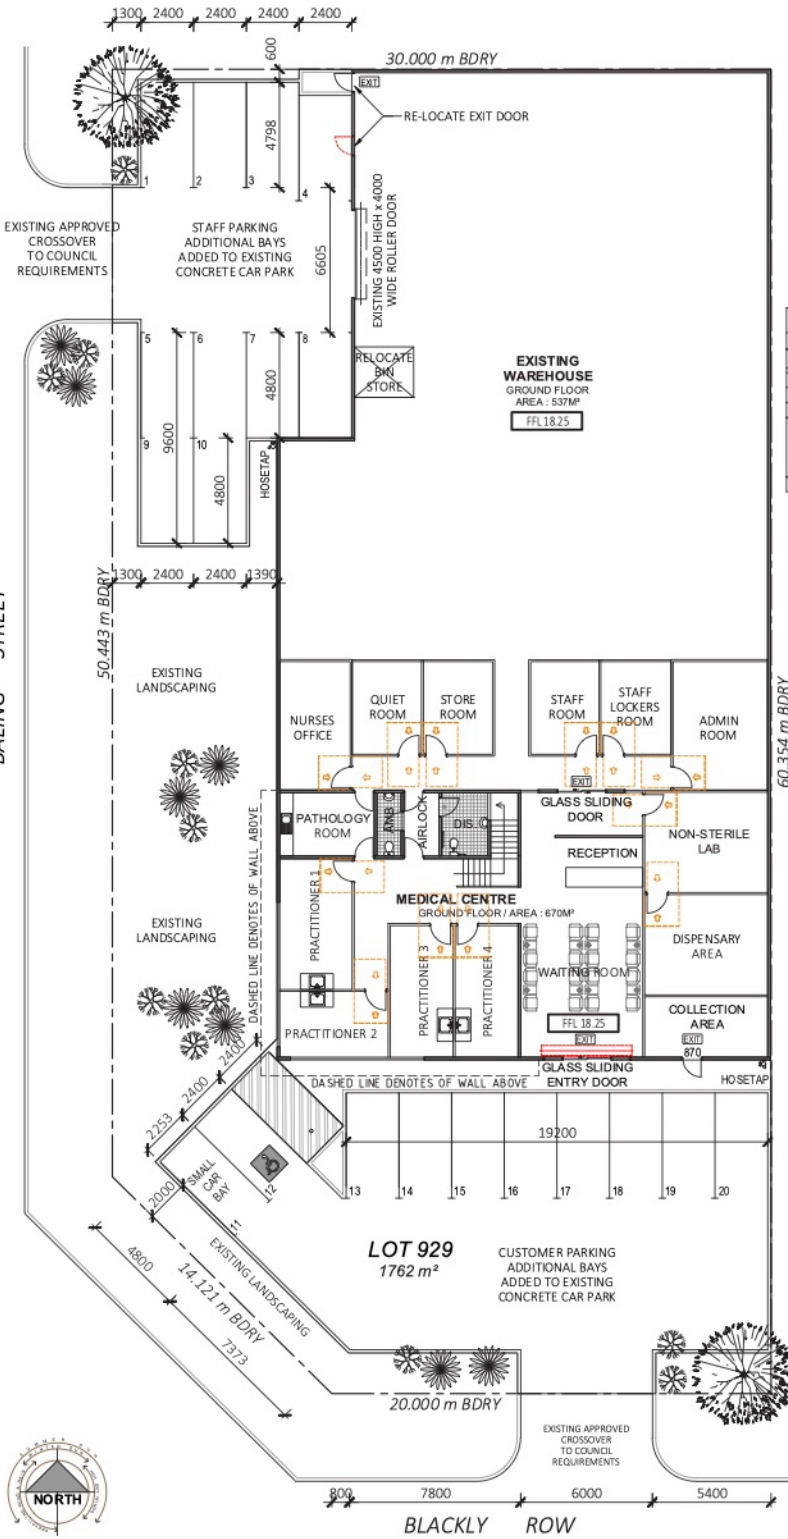 1300 2400 2400 2400 2400
600
30.000 m BDRY
EXIT
RE-LOCATE EXIT DOOR
4798
1 2 3 4
EXISTING APPROVED
CROSSOVER
TO COUNCIL
REQUIREMENTS
STAFF PARKING
ADDITIONAL BAYS
ADDED TO EXISTING
CONCRETE CAR PARK
6605
EXISTING 4500 HIGH x 4000
WIDE ROLLER DOOR
5 6 7 8
RELOCATE
BIN
STORE
EXISTING
WAREHOUSE
GROUND FLOOR
AREA : 537M²
FFL 18.25
4800
9600
9 10
4800
HOSETAP
1300 2400 2400 1390
50.443 m BDRY
STREET
60.354 m BDRY
EXISTING
LANDSCAPING
NURSES
OFFICE
QUIET
ROOM
STORE
ROOM
STAFF
ROOM
STAFF
LOCKERS
ROOM
ADMIN
ROOM
EXIT
GLASS SLIDING
DOOR
PATHOLOGY
ROOM
AMB
AIRLOCK
DIS.
RECEPTION
NON-STERILE
LAB
DASHED LINE DENOTES OF WALL ABOVE
PRACTITIONER 1
MEDICAL CENTRE
GROUND FLOOR / AREA : 670M²
EXISTING
LANDSCAPING
PRACTITIONER 3
PRACTITIONER 4
WAITING ROOM
DISPENSARY
AREA
PRACTITIONER 2
FFL 18.25
EXIT
COLLECTION
AREA
EXIT
870
GLASS SLIDING
ENTRY DOOR
HOSETAP
DASHED LINE DENOTES OF WALL ABOVE
2400
2400
2253
2000
19200
SMALL
CAR
BAY
11 12 13 14 15 16 17 18 19 20
LOT 929
1762 m²
CUSTOMER PARKING
ADDITIONAL BAYS
ADDED TO EXISTING
CONCRETE CAR PARK
EXISTING LANDSCAPING
14.121 m BDRY
4800
7373
20.000 m BDRY
EXISTING APPROVED
CROSSOVER
TO COUNCIL
REQUIREMENTS
NORTH
800 7800 6000 5400
BLACKLY ROW